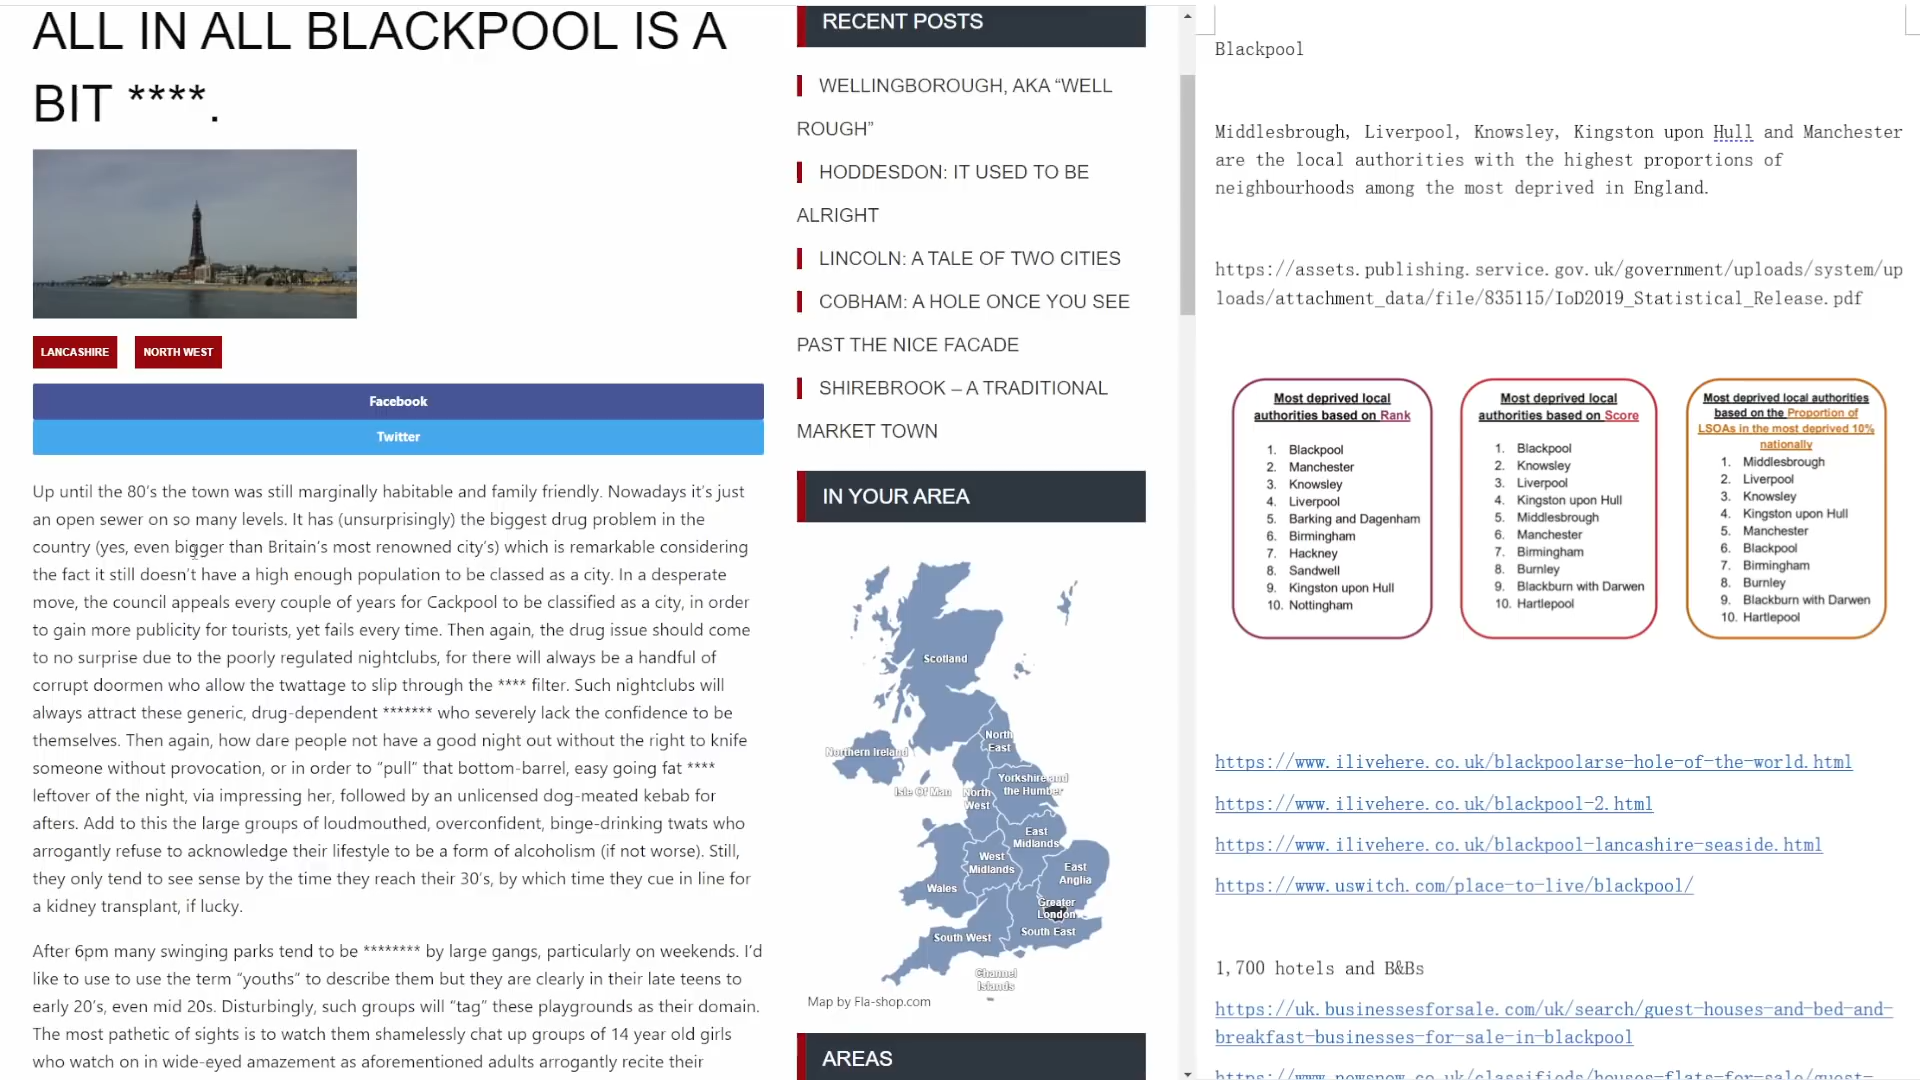 ALL IN ALL BLACKPOOL IS A
BIT ****.
LANCASHIRE
NORTH WEST
Facebook
Twitter
Up until the 80's the town was still marginally habitable and family friendly. Nowadays it's just
an open sewer on so many levels. It has (unsurprisingly) the biggest drug problem in the
country (yes, even bigger than Britain's most renowned city's) which is remarkable considering
the fact it still doesn't have a high enough population to be classed as a city. In a desperate
move, the council appeals every couple of years for Cackpool to be classified as a city, in order
to gain more publicity for tourists, yet fails every time. Then again, the drug issue should come
to no surprise due to the poorly regulated nightclubs, for there will always be a handful of
corrupt doormen who allow the twattage to slip through the **** filter. Such nightclubs will
always attract these generic, drug-dependent ******* who severely lack the confidence to be
themselves. Then again, how dare people not have a good night out without the right to knife
someone without provocation, or in order to “pull” that bottom-barrel, easy going fat ****
leftover of the night, via impressing her, followed by an unlicensed dog-meated kebab for
afters. Add to this the large groups of loudmouthed, overconfident, binge-drinking twats who
arrogantly refuse to acknowledge their lifestyle to be a form of alcoholism (if not worse). Still,
they only tend to see sense by the time they reach their 30's, by which time they cue in line for
a kidney transplant, if lucky.
After 6pm many swinging parks tend to be ******** by large gangs, particularly on weekends. I'd
like to use to use the term “youths” to describe them but they are clearly in their late teens to
early 20's, even mid 20s. Disturbingly, such groups will “tag” these playgrounds as their domain.
The most pathetic of sights is to watch them shamelessly chat up groups of 14 year old girls
who watch on in wide-eyed amazement as aforementioned adults arrogantly recite their
RECENT POSTS
WELLINGBOROUGH, AKA “WELL
ROUGH”
HODDESDON: IT USED TO BE
ALRIGHT
LINCOLN: A TALE OF TWO CITIES
COBHAM: A HOLE ONCE YOU SEE
PAST THE NICE FACADE
SHIREBROOK – A TRADITIONAL
MARKET TOWN
IN YOUR AREA
Scotland
Northern Ireland
North
East
Isle Of Man
North
West
Yorkshire and
the Humber
East
Midlands
West
Midlands
East
Anglia
Wales
Greater
London
South West
South East
Channel
Islands
Map by Fla-shop.com
AREAS
Blackpool
Middlesbrough, Liverpool, Knowsley, Kingston upon Hull and Manchester
are the local authorities with the highest proportions of
neighbourhoods among the most deprived in England.
https://assets.publishing.service.gov.uk/government/uploads/system/up
loads/attachment_data/file/835115/IoD2019_Statistical_Release.pdf
Most deprived local
authorities based on Rank
1. Blackpool
2. Manchester
3. Knowsley
4. Liverpool
5. Barking and Dagenham
6. Birmingham
7. Hackney
8. Sandwell
9. Kingston upon Hull
10. Nottingham
Most deprived local
authorities based on Score
1. Blackpool
2. Knowsley
3. Liverpool
4. Kingston upon Hull
5. Middlesbrough
6. Manchester
7. Birmingham
8. Burnley
9. Blackburn with Darwen
10. Hartlepool
Most deprived local authorities
based on the Proportion of
LSOAs in the most deprived 10%
nationally
1. Middlesbrough
2. Liverpool
3. Knowsley
4. Kingston upon Hull
5. Manchester
6. Blackpool
7. Birmingham
8. Burnley
9. Blackburn with Darwen
10. Hartlepool
https://www.ilivehere.co.uk/blackpoolarse-hole-of-the-world.html
https://www.ilivehere.co.uk/blackpool-2.html
https://www.ilivehere.co.uk/blackpool-lancashire-seaside.html
https://www.uswitch.com/place-to-live/blackpool/
1,700 hotels and B&Bs
https://uk.businessesforsale.com/uk/search/guest-houses-and-bed-and-
breakfast-businesses-for-sale-in-blackpool
https://www.newsnow.co.uk/classifieds/houses-flats-for-sale/guest-